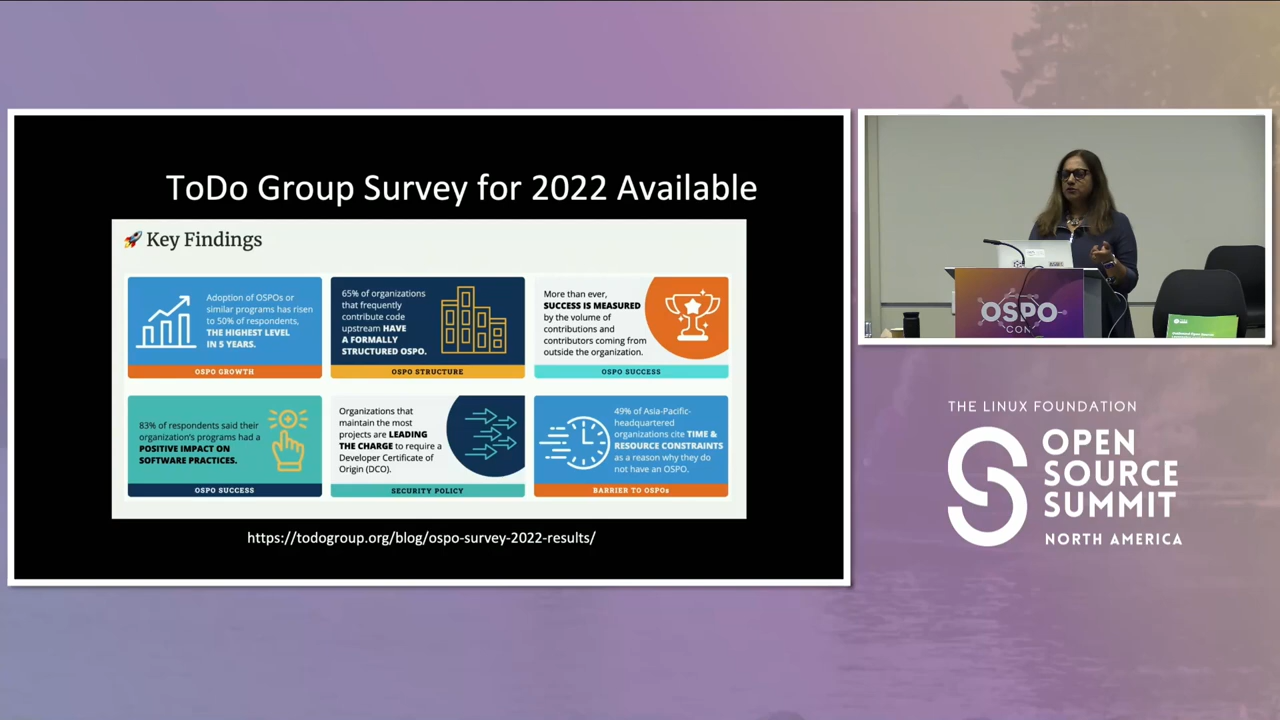 ToDo Group Survey for 2022 Available
🚀 Key Findings
Adoption of OSPOs or
similar programs has risen
to 50% of respondents,
THE HIGHEST LEVEL
IN 5 YEARS.
OSPO GROWTH
65% of organizations
that frequently
contribute code
upstream HAVE
A FORMALLY
STRUCTURED OSPO.
OSPO STRUCTURE
More than ever,
SUCCESS IS MEASURED
by the volume of
contributions and
contributors coming from
outside the organization.
OSPO SUCCESS
83% of respondents said their
organization's programs had a
POSITIVE IMPACT ON
SOFTWARE PRACTICES.
OSPO SUCCESS
Organizations that
maintain the most
projects are LEADING
THE CHARGE to require a
Developer Certificate of
Origin (DCO).
SECURITY POLICY
49% of Asia-Pacific-
headquartered
organizations cite TIME &
RESOURCE CONSTRAINTS
as a reason why they do
not have an OSPO.
BARRIER TO OSPOs
https://todogroup.org/blog/ospo-survey-2022-results/
OSPO
CON
THE LINUX FOUNDATION
OPEN
SOURCE
SUMMIT
NORTH AMERICA